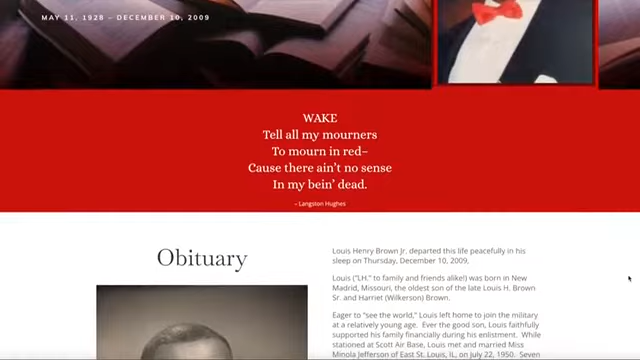 MAY 11, 1928 – DECEMBER 10, 2009
WAKE
Tell all my mourners
To mourn in red–
Cause there ain’t no sense
In my bein’ dead.
– Langston Hughes
Obituary
Louis Henry Brown Jr. departed this life peacefully in his
sleep on Thursday, December 10, 2009,
Louis (“LH.” to family and friends alike!) was born in New
Madrid, Missouri, the oldest son of the late Louis H. Brown
Sr. and Harriet (Wilkerson) Brown.
Eager to “see the world,” Louis left home to join the military
at a relatively young age. Ever the good son, Louis faithfully
supported his family financially during his enlistment. While
stationed at Scott Air Base, Louis met and married Miss
Minola Jefferson of East St. Louis, IL, on July 22, 1950. Seven